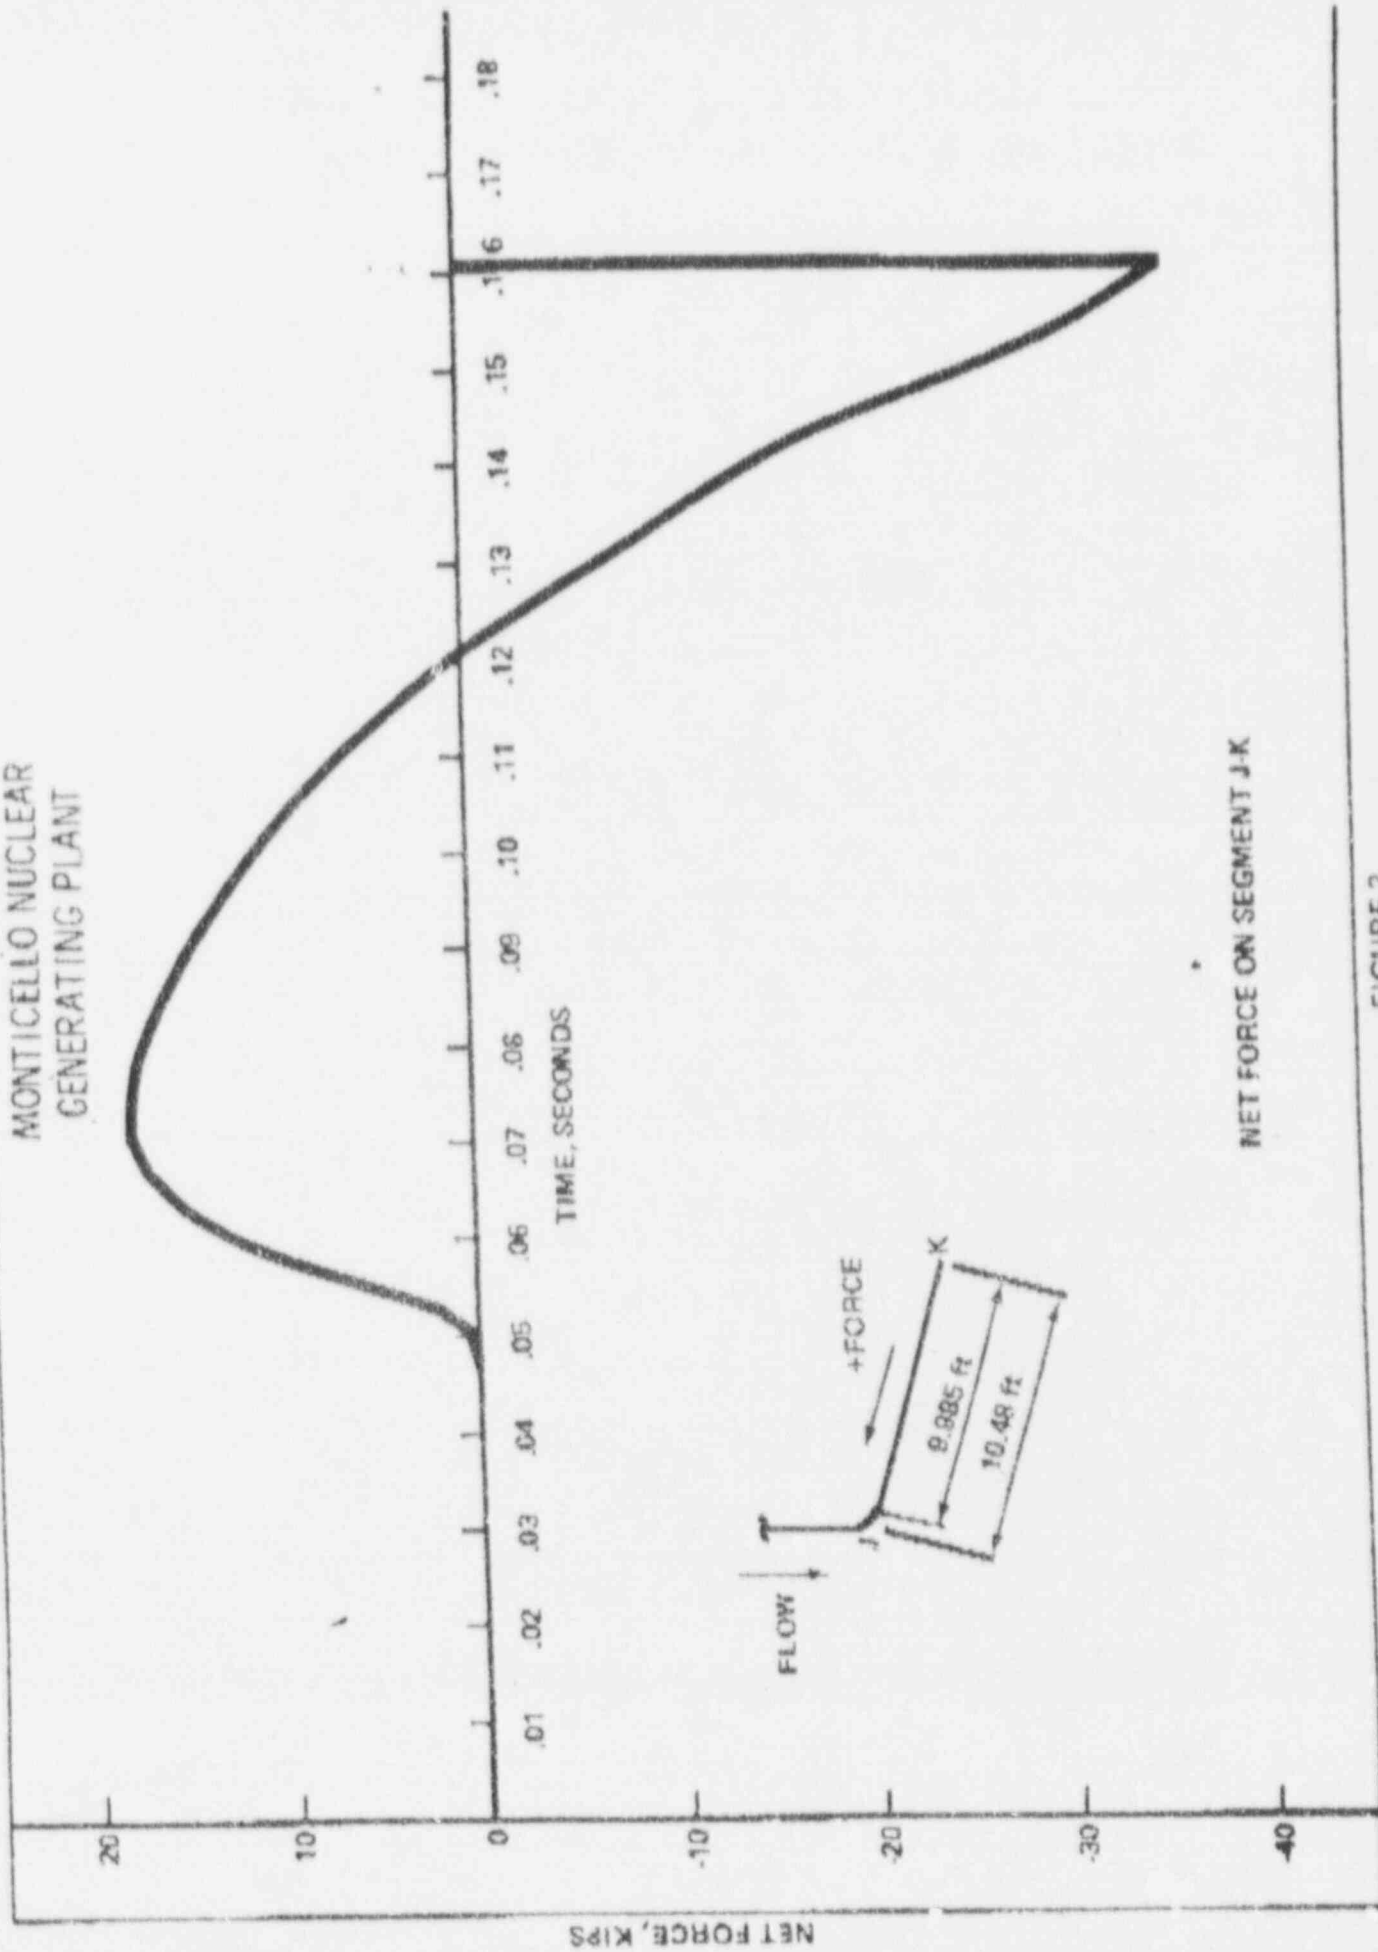 MONTICELLO NUCLEAR
GENERATING PLANT
NET FORCE, KIPS
20
10
0
-10
-20
-30
-40
.01
.02
.03
.04
.05
.06
.07
.08
.09
.10
.11
.12
.13
.14
.15
.16
.17
.18
TIME, SECONDS
FLOW
+FORCE
J
K
9.985 ft
10.48 ft
NET FORCE ON SEGMENT J-K